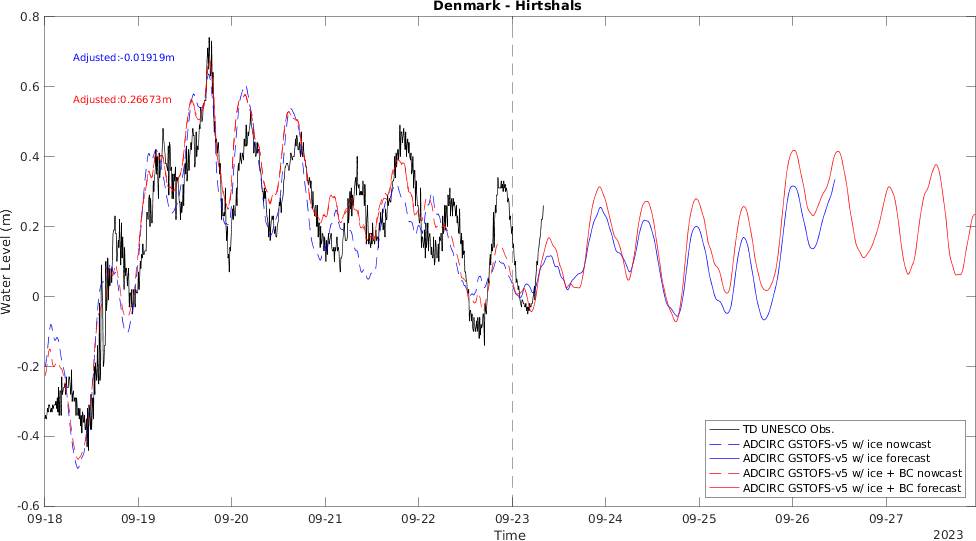 Denmark - Hirtshals
0.8
Adjusted:-0.01919m
0.6
Adjusted:0.26673m
0.4
0.2
0
-0.2
-0.4
-0.6
Water Level (m)
TD UNESCO Obs.
ADCIRC GSTOFS-v5 w/ ice nowcast
ADCIRC GSTOFS-v5 w/ ice forecast
ADCIRC GSTOFS-v5 w/ ice + BC nowcast
ADCIRC GSTOFS-v5 w/ ice + BC forecast
09-18 09-19 09-20 09-21 09-22 09-23 09-24 09-25 09-26 09-27
Time
2023